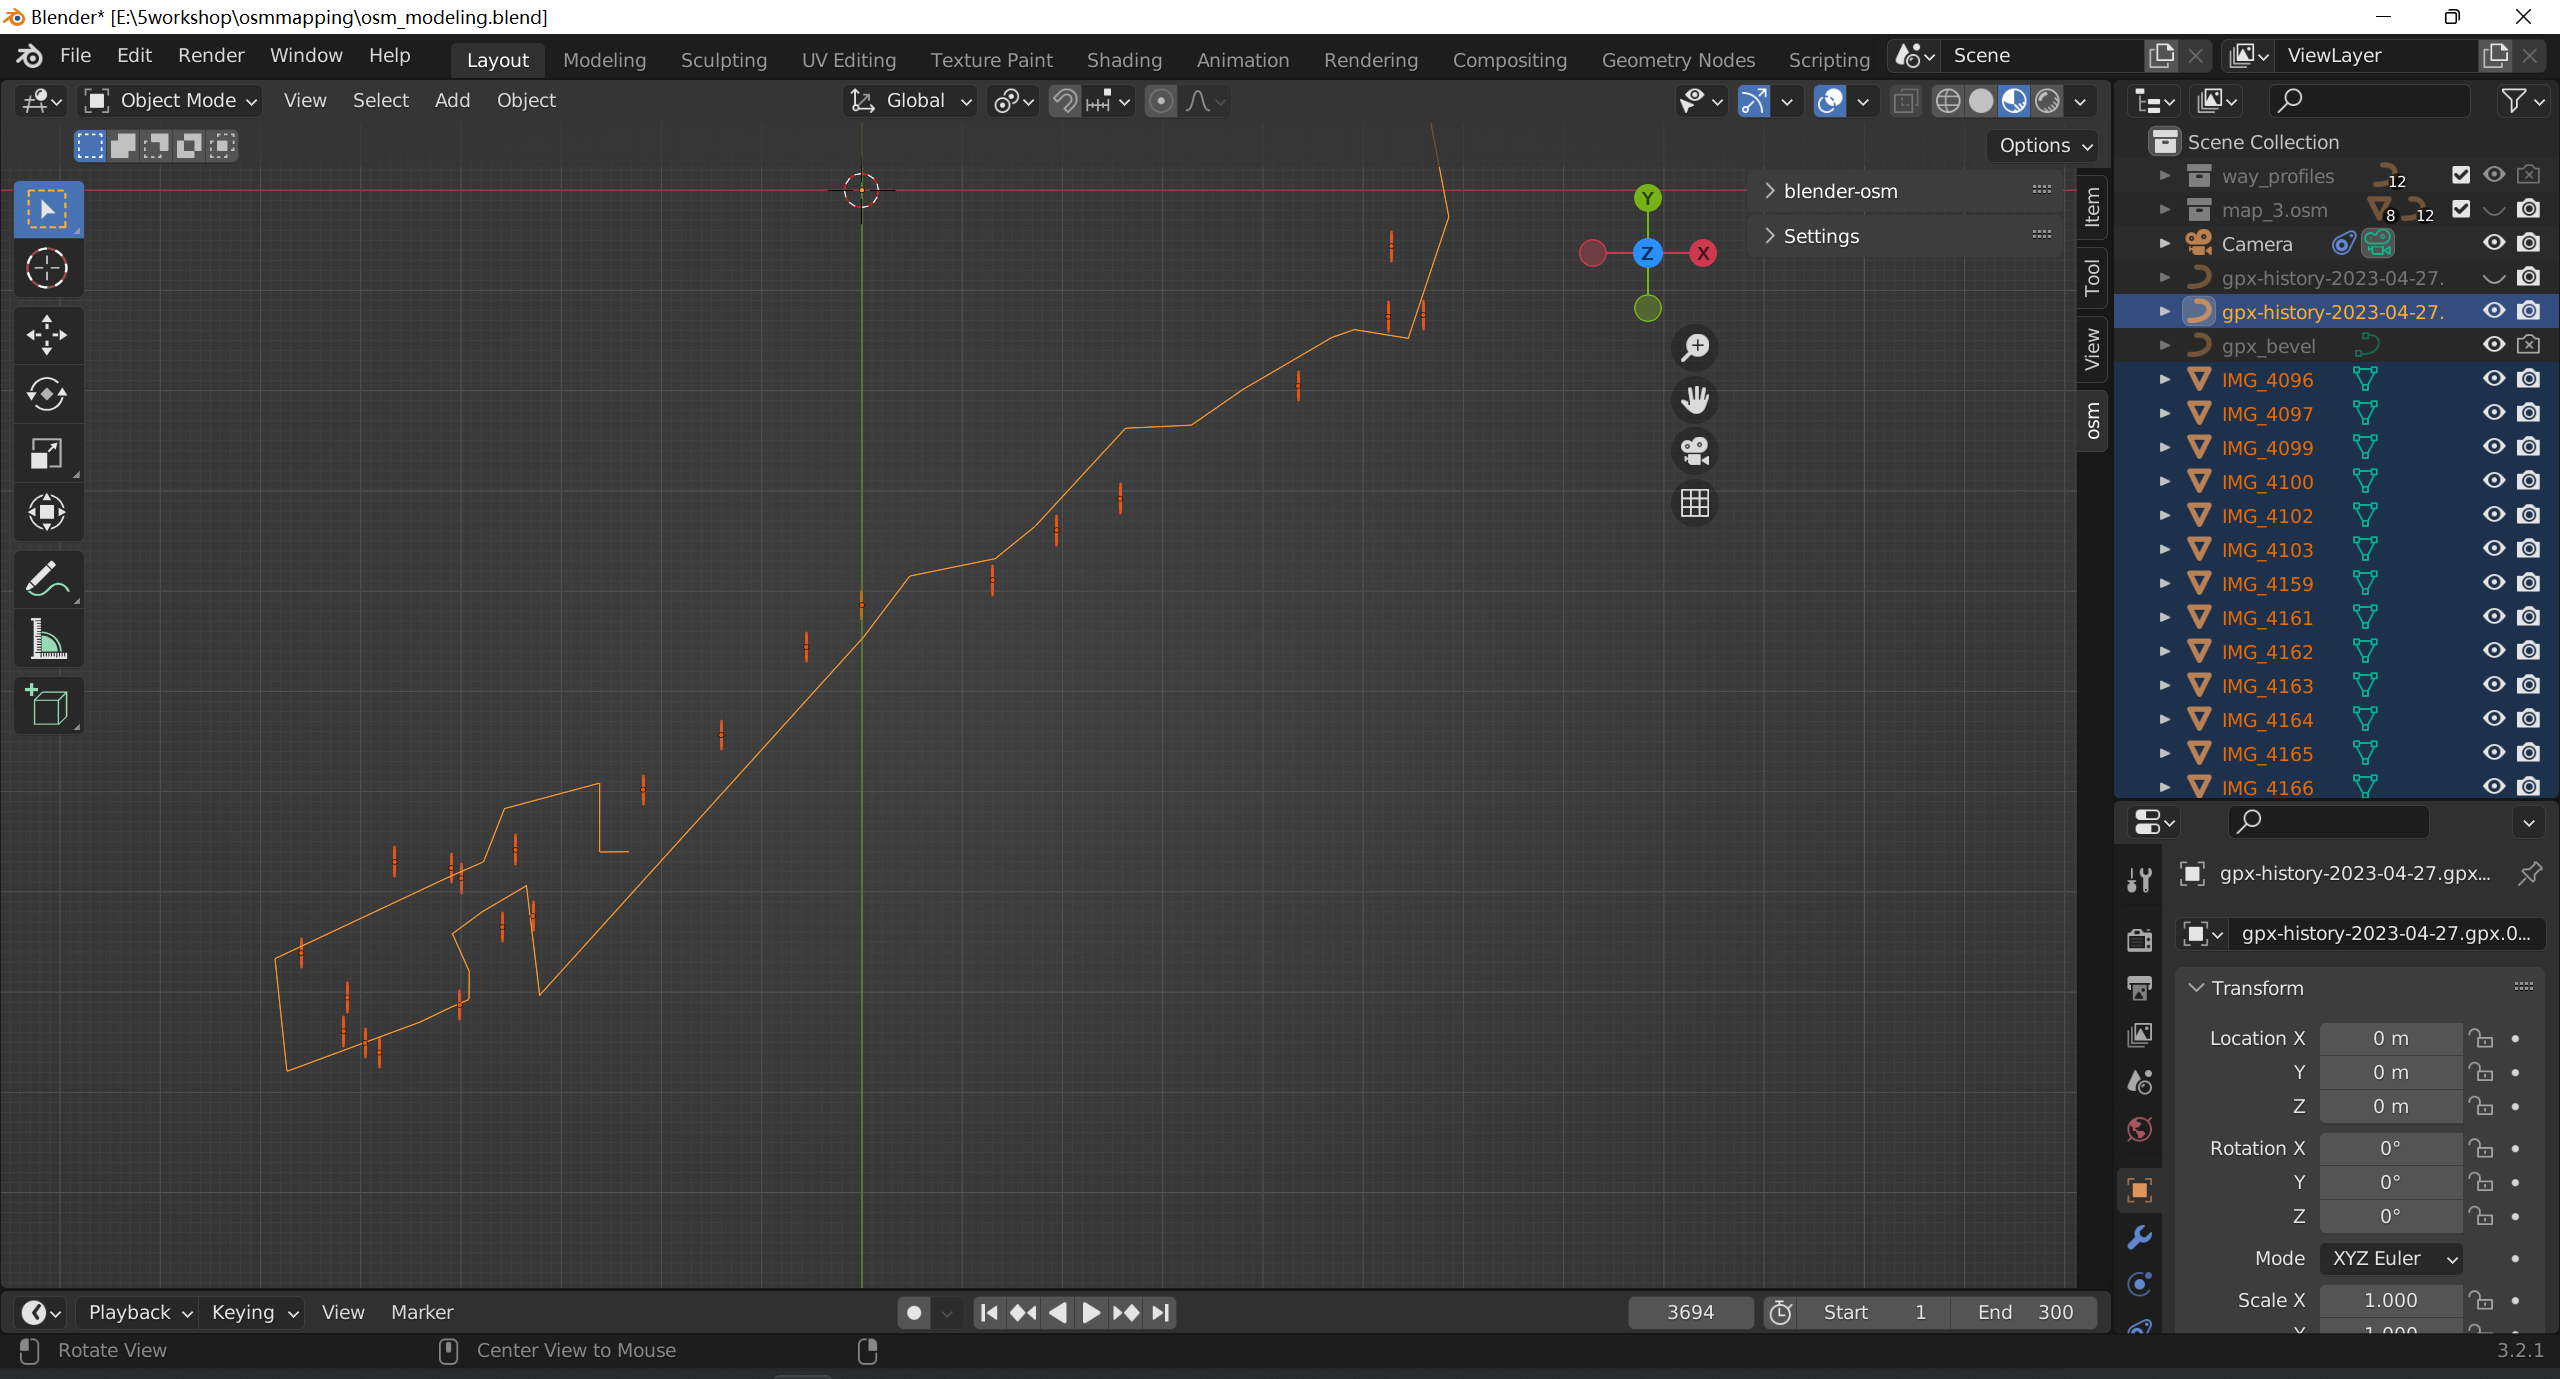 Blender* [E:\5workshop\osmmapping\osm_modeling.blend]
File Edit Render Window Help Layout Modeling Sculpting UV Editing Texture Paint Shading Animation Rendering Compositing Geometry Nodes Scripting Scene ViewLayer
Object Mode View Select Add Object Global
Options
blender-osm
Settings
Y
Z X
Item
Tool
View
osm
Scene Collection
way_profiles 12
map_3.osm 8 12
Camera
gpx-history-2023-04-27.
gpx-history-2023-04-27.
gpx_bevel
IMG_4096
IMG_4097
IMG_4099
IMG_4100
IMG_4102
IMG_4103
IMG_4159
IMG_4161
IMG_4162
IMG_4163
IMG_4164
IMG_4165
IMG_4166
gpx-history-2023-04-27.gpx...
gpx-history-2023-04-27.gpx.0...
Transform
Location X 0 m
Y 0 m
Z 0 m
Rotation X 0°
Y 0°
Z 0°
Mode XYZ Euler
Scale X 1.000
Y 1.000
Playback Keying View Marker 3694 Start 1 End 300
Rotate View Center View to Mouse 3.2.1